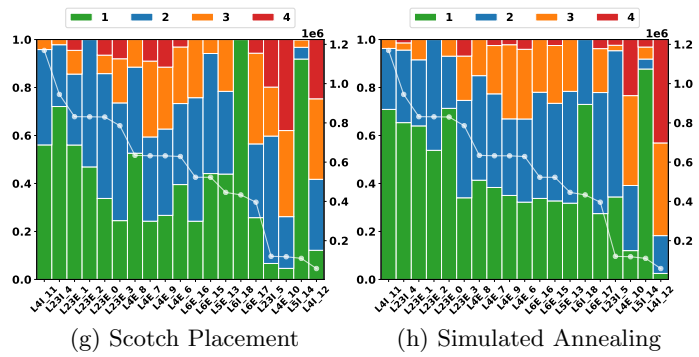 1 2 3 4
1 2 3 4
1e6
1e6
1.0
0.8
0.6
0.4
0.2
0.0
1.2
1.0
0.8
0.6
0.4
0.2
1.0
0.8
0.6
0.4
0.2
0.0
1.2
1.0
0.8
0.6
0.4
0.2
L4I_11
L23I_4
L23E_1
L23E_2
L23E_0
L23E_3
L4E_8
L4E_7
L4E_9
L4E_6
L6E_16
L6E_15
L23I_5
L6I_18
L6E_17
L23I_5
L4E_10
L5I_14
L4I_12
L4I_11
L23I_4
L23E_1
L23E_2
L23E_0
L23E_3
L4E_8
L4E_7
L4E_9
L4E_6
L6E_16
L6E_15
L5E_13
L6I_18
L6E_17
L23I_5
L4E_10
L5I_14
L4I_12
(g) Scotch Placement
(h) Simulated Annealing